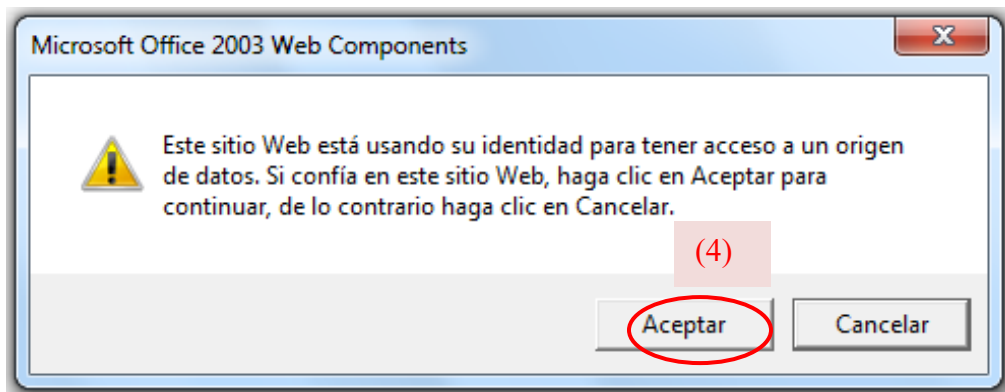 Microsoft Office 2003 Web Components
Este sitio Web está usando su identidad para tener acceso a un origen
de datos. Si confía en este sitio Web, haga clic en Aceptar para
continuar, de lo contrario haga clic en Cancelar.
(4)
Aceptar
Cancelar